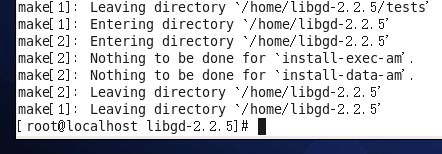 make[1]: Leaving directory `/home/libgd-2.2.5/tests'
make[1]: Entering directory `/home/libgd-2.2.5'
make[2]: Entering directory `/home/libgd-2.2.5'
make[2]: Nothing to be done for `install-exec-am'.
make[2]: Nothing to be done for `install-data-am'.
make[2]: Leaving directory `/home/libgd-2.2.5'
make[1]: Leaving directory `/home/libgd-2.2.5'
[root@localhost libgd-2.2.5]#